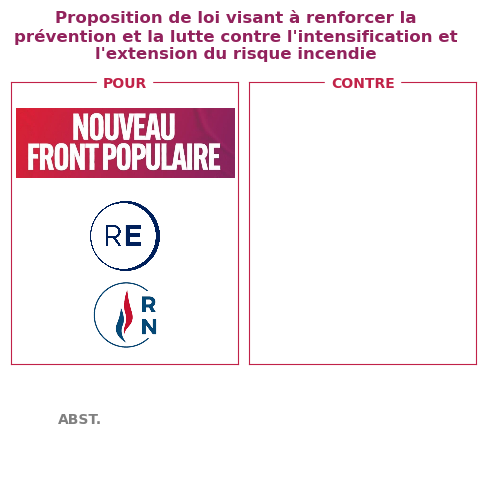 Proposition de loi visant à renforcer la
prévention et la lutte contre l'intensification et
l'extension du risque incendie
POUR
CONTRE
NOUVEAU
FRONT POPULAIRE
RE
R
N
ABST.